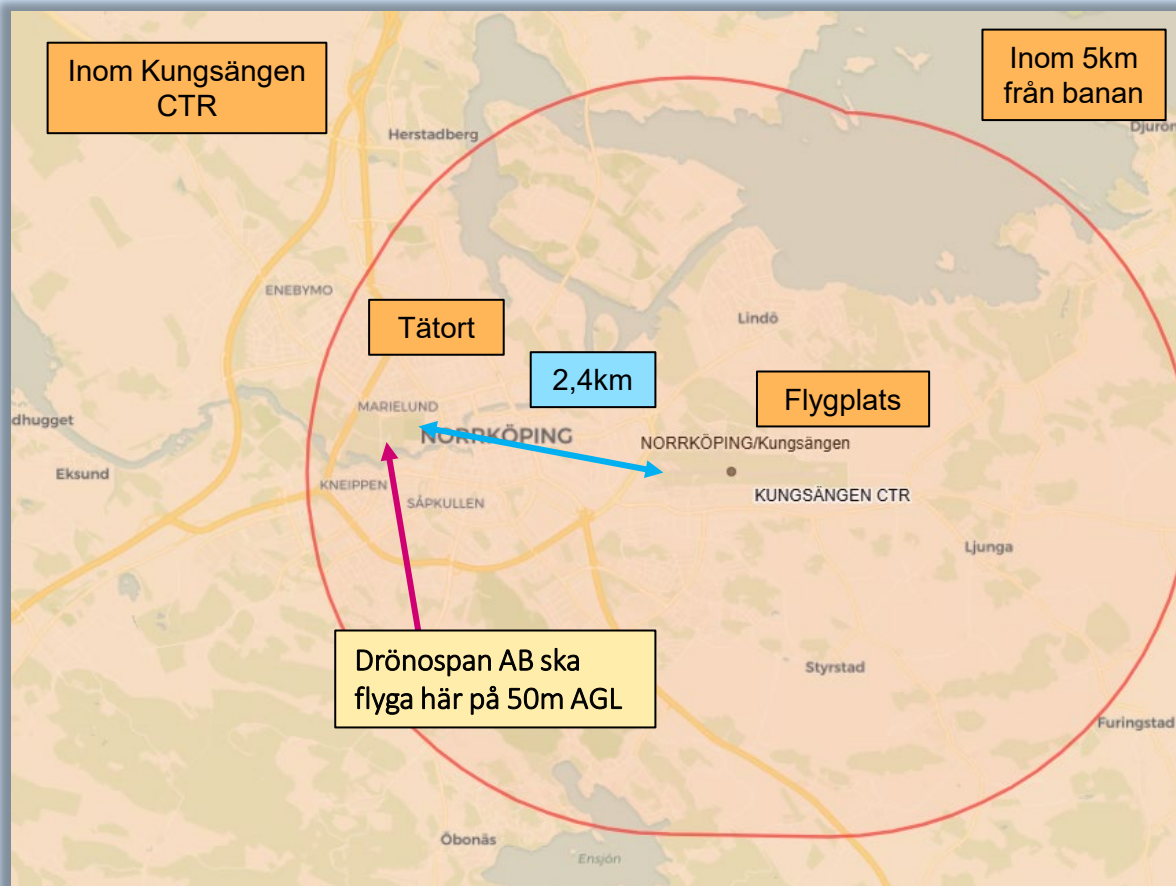 Inom Kungsängen
CTR
Inom 5km
från banan
Herstadberg
Djurön
ENEBYMO
Tätort
Lindö
2,4km
Flygplats
dhugget
MARIELUND
NORRKÖPING
NORRKÖPING/Kungsängen
Eksund
KNEIPPEN
SÅPKULLEN
KUNGSÄNGEN CTR
Ljunga
Drönospan AB ska
flyga här på 50m AGL
Styrstad
Furingstad
Öbonäs
Ensjön